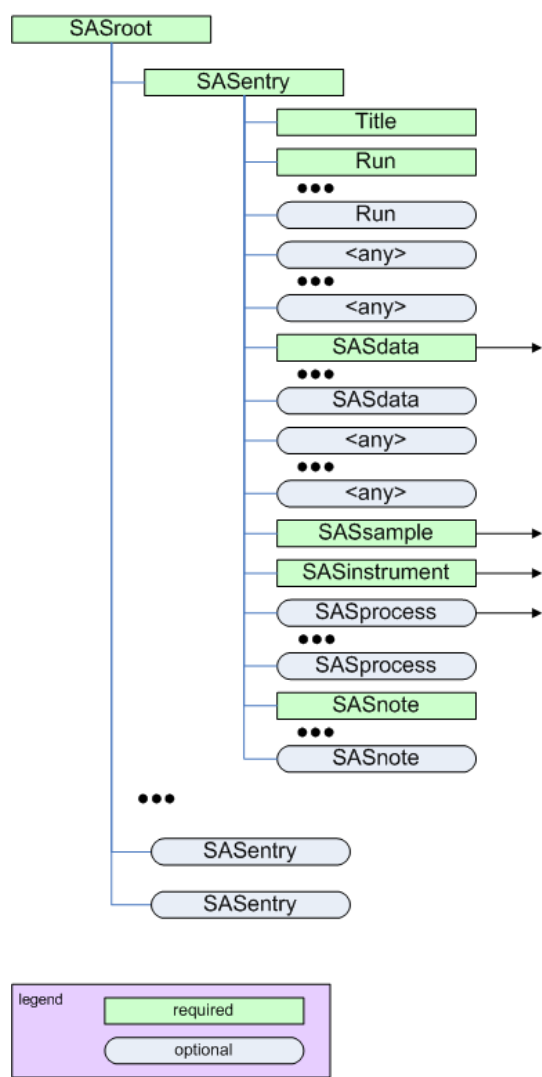 SASroot
SASentry
Title
Run
•••
Run
<any>
•••
<any>
SASdata
•••
SASdata
<any>
•••
<any>
SASsample
SASinstrument
SASprocess
•••
SASprocess
SASnote
•••
SASnote
•••
SASentry
SASentry
legend
required
optional